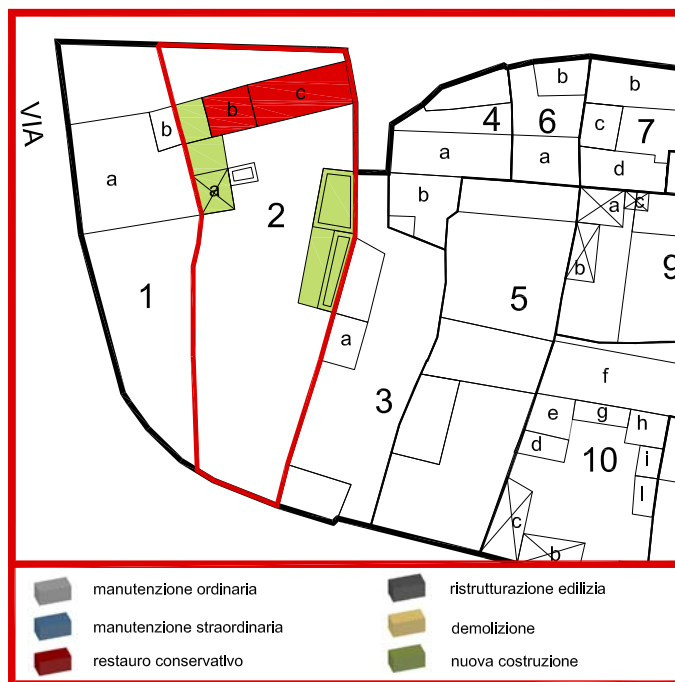 VIA
a
b
b
c
a
2
1
3
a
b
4
a
6
b
a
b
c
7
d
a
c
b
9
5
f
e
g
h
d
10
i
l
c
b
manutenzione ordinaria
ristrutturazione edilizia
manutenzione straordinaria
demolizione
restauro conservativo
nuova costruzione